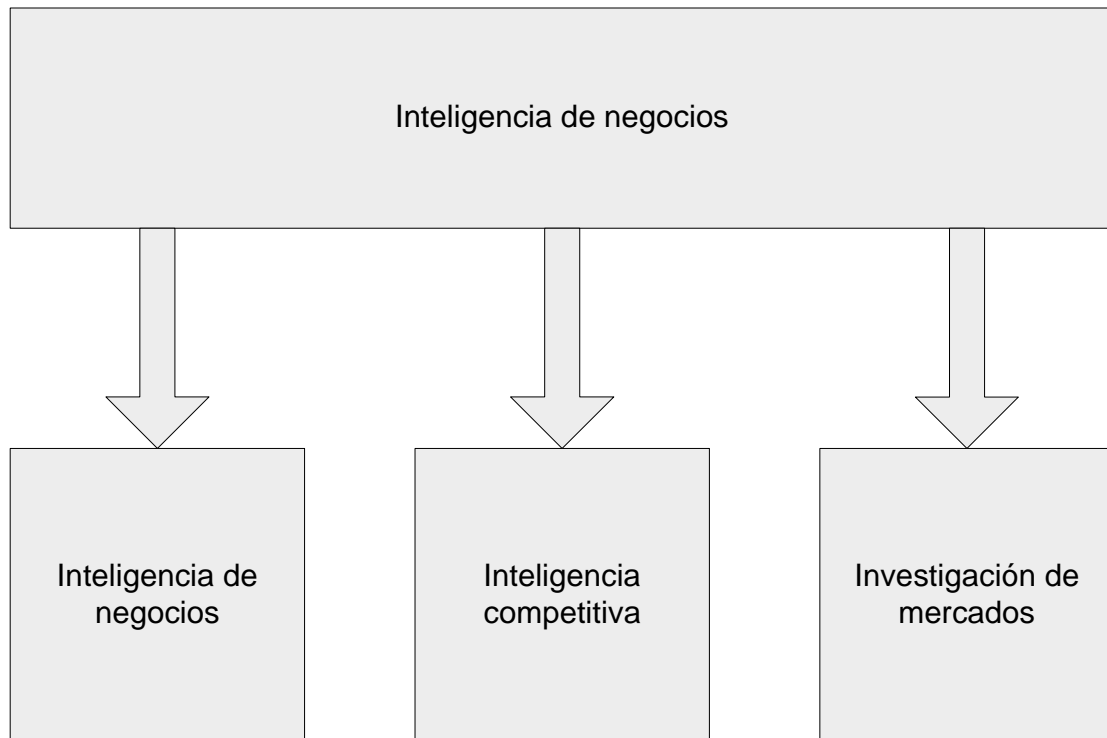 Inteligencia de negocios
Inteligencia de
negocios
Inteligencia
competitiva
Investigación de
mercados